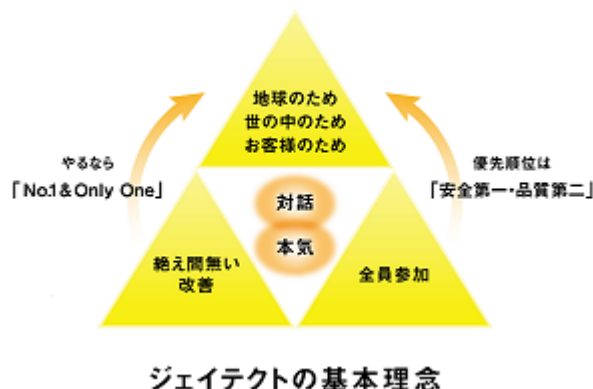 地球のため
世の中のため
お客様のため
やるなら
「No.1&Only One」
優先順位は
「安全第一・品質第二」
対話
本気
絶え間無い
改善
全員参加
ジェイテクトの基本理念